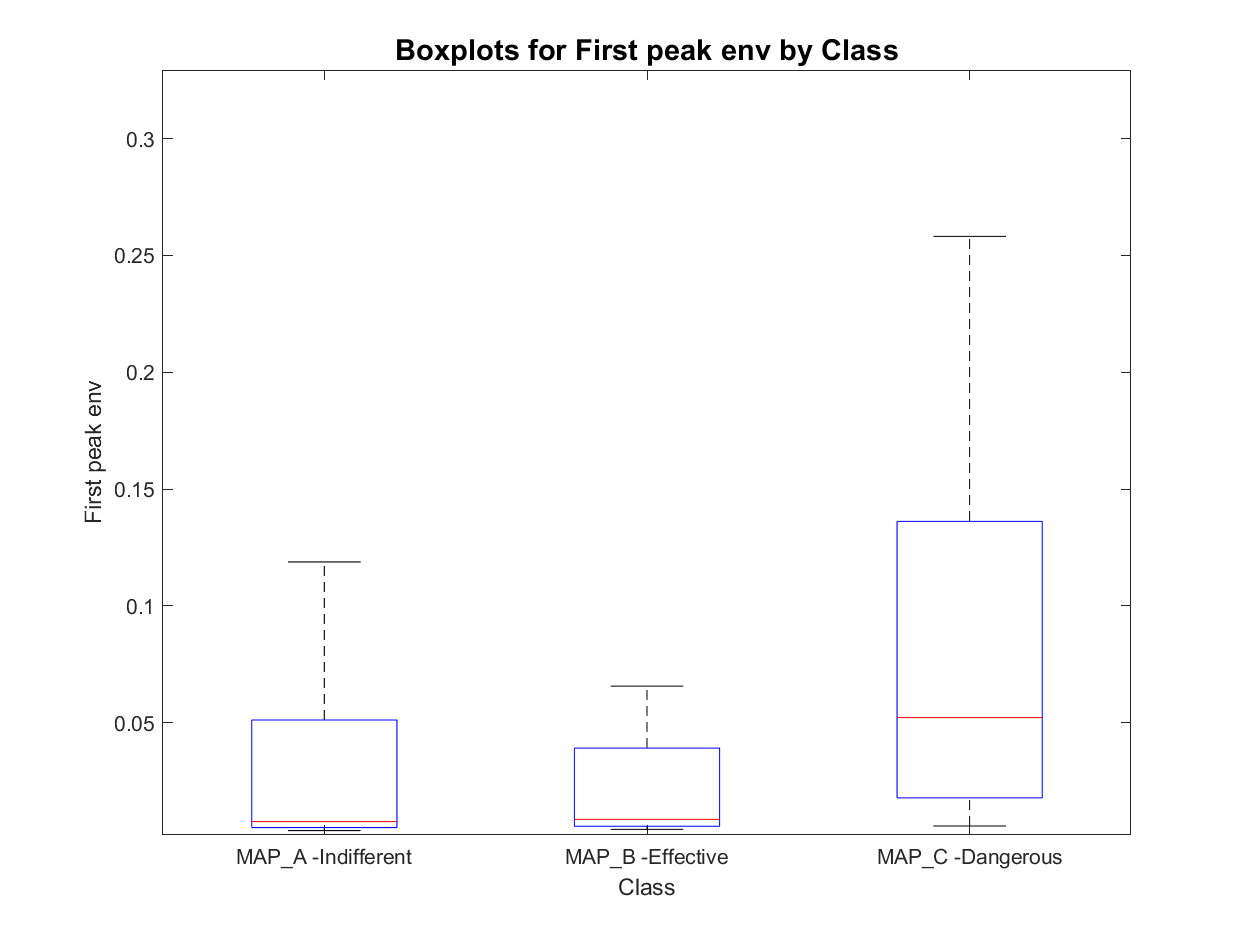 Boxplots for First peak env by Class
0.3
0.25
0.2
0.15
0.1
0.05
First peak env
MAP_A -Indifferent
MAP_B -Effective
MAP_C -Dangerous
Class